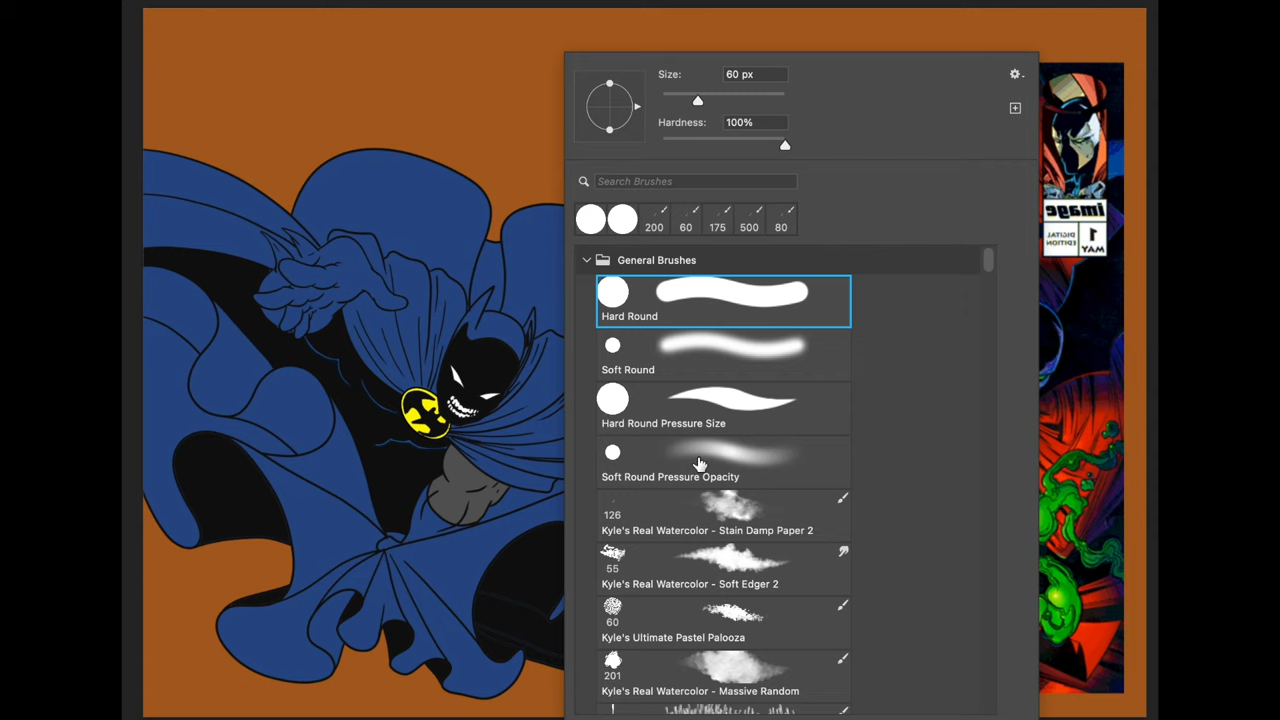 Size:
60 px
Hardness:
100%
Search Brushes
200
60
175
500
80
General Brushes
Hard Round
Soft Round
Hard Round Pressure Size
Soft Round Pressure Opacity
126
Kyle's Real Watercolor - Stain Damp Paper 2
55
Kyle's Real Watercolor - Soft Edger 2
60
Kyle's Ultimate Pastel Palooza
201
Kyle's Real Watercolor - Massive Random
image
DIGITAL
EDITION
1
MAY